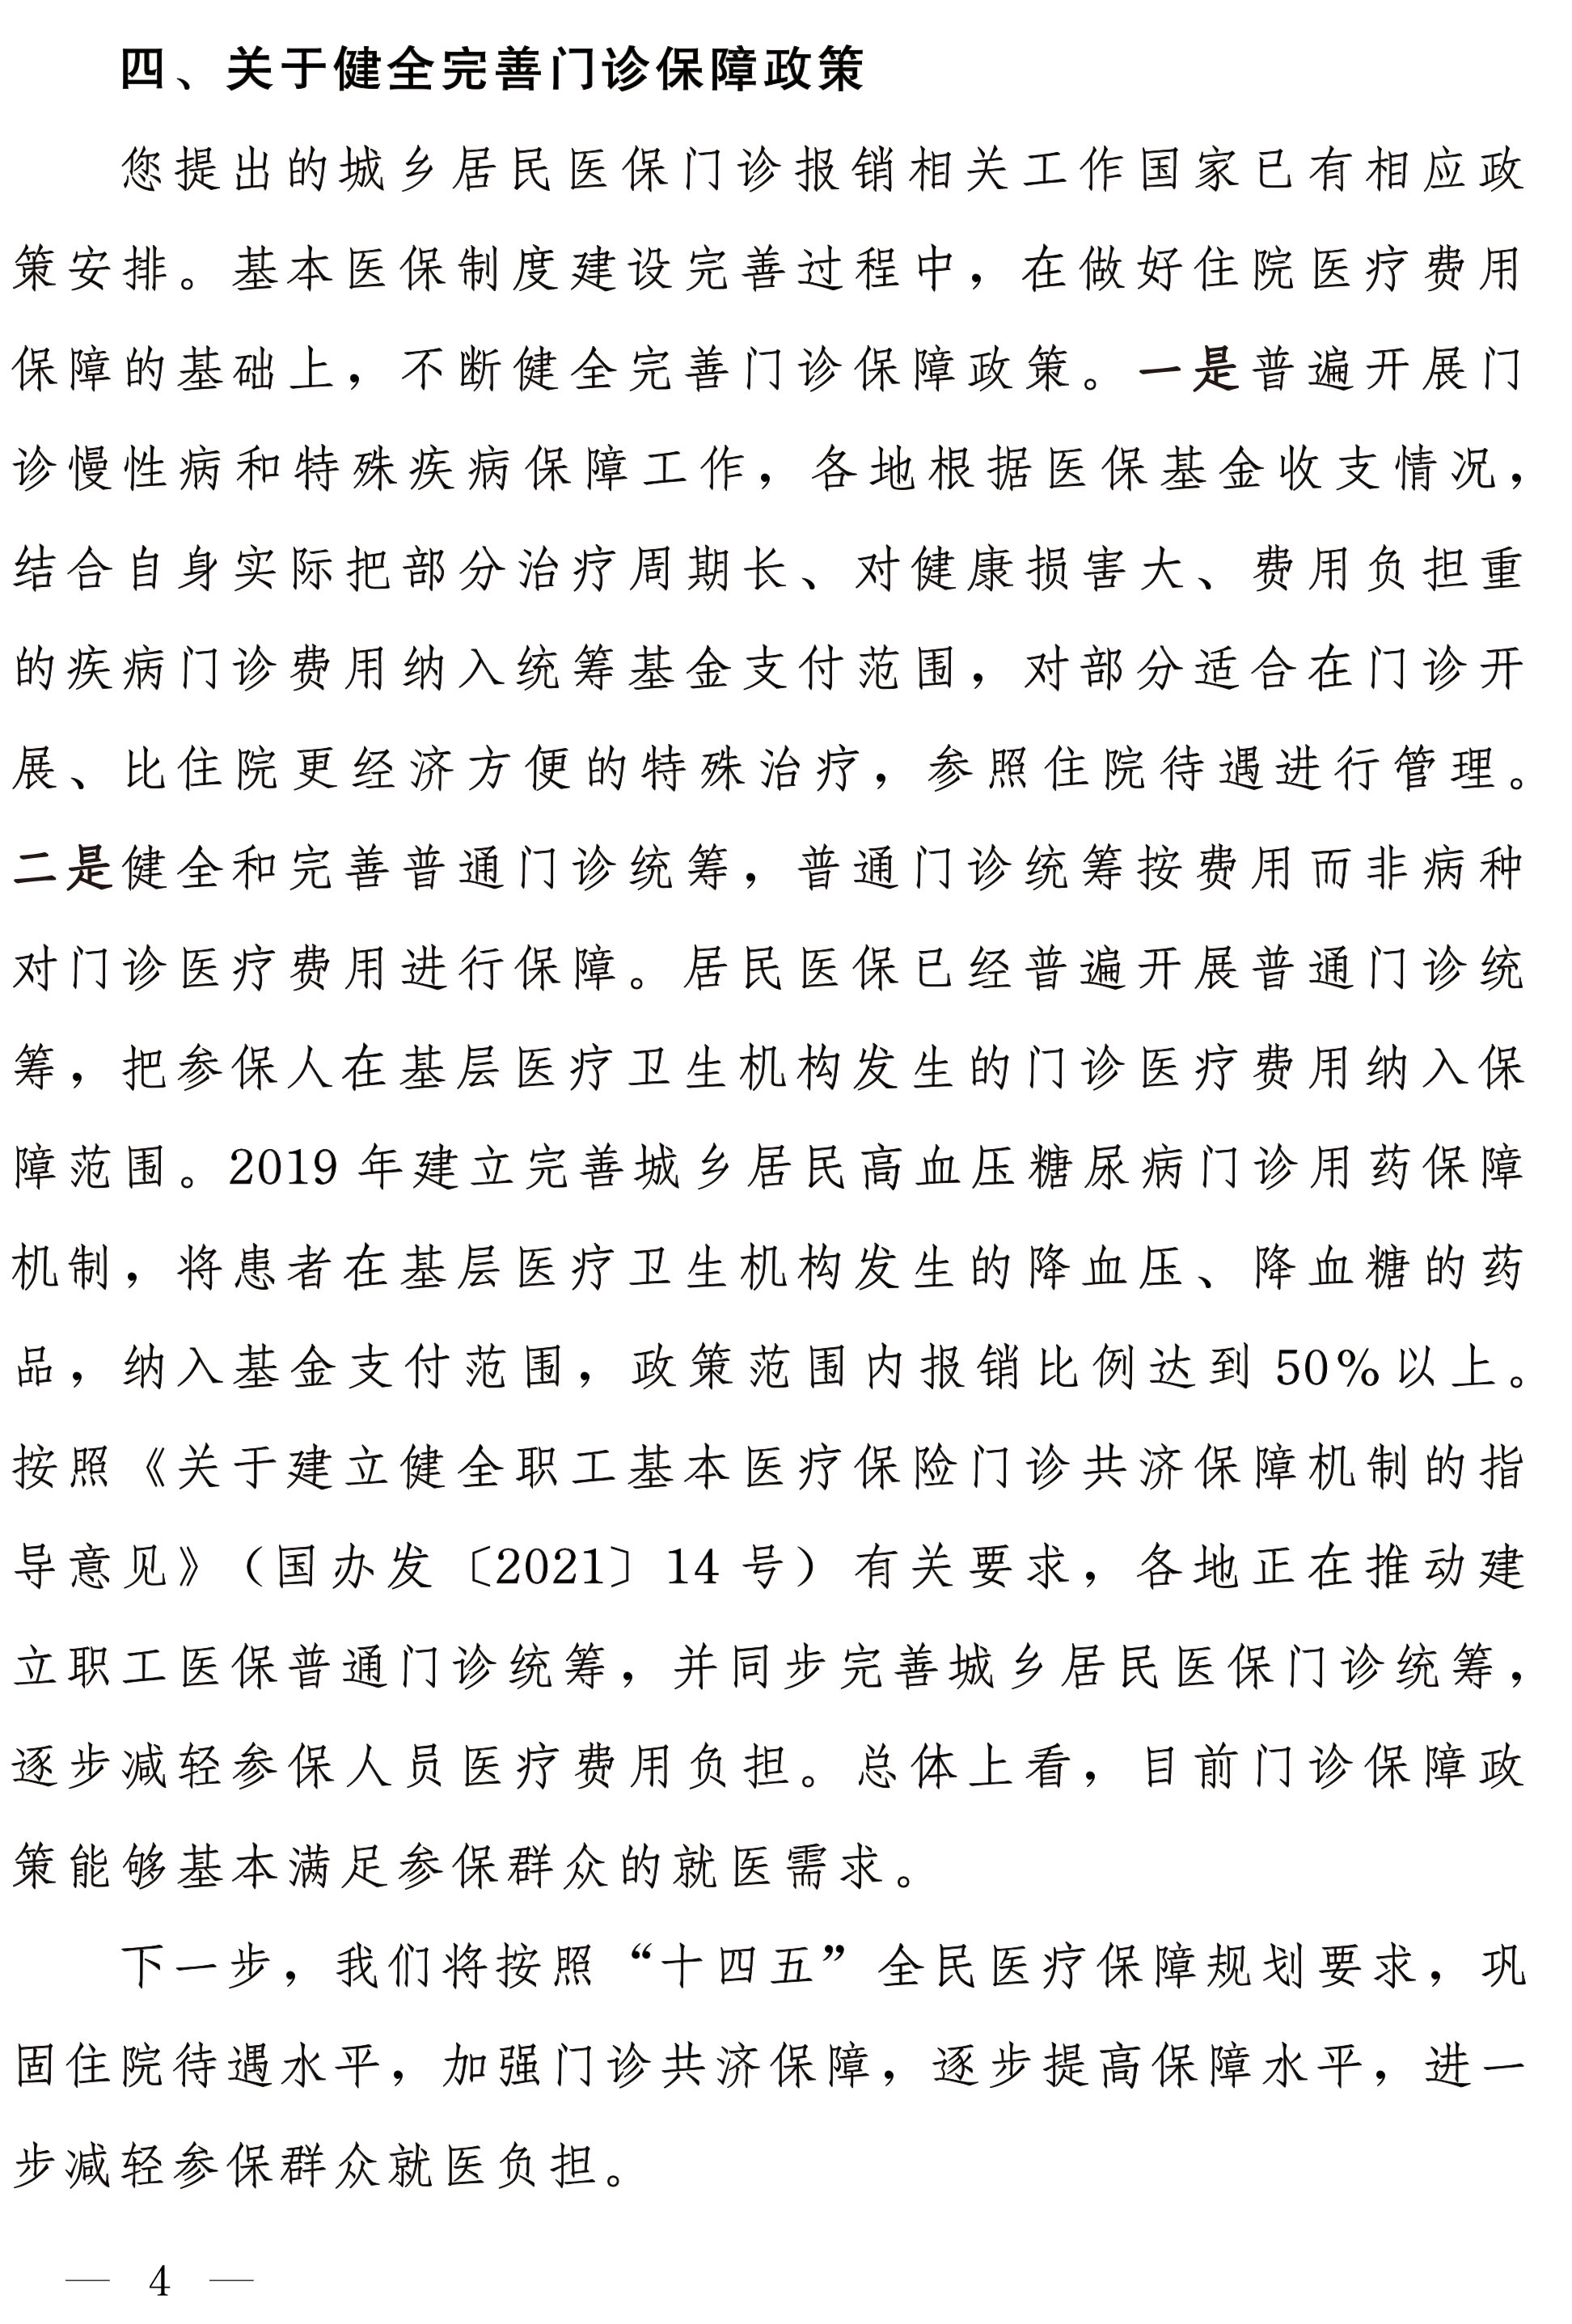 四、关于健全完善门诊保障政策
您提出的城乡居民医保门诊报销相关工作国家已有相应政
策安排。基本医保制度建设完善过程中，在做好住院医疗费用
保障的基础上，不断健全完善门诊保障政策。一是普遍开展门
诊慢性病和特殊疾病保障工作，各地根据医保基金收支情况，
结合自身实际把部分治疗周期长、对健康损害大、费用负担重
的疾病门诊费用纳入统筹基金支付范围，对部分适合在门诊开
展、比住院更经济方便的特殊治疗，参照住院待遇进行管理。
二是健全和完善普通门诊统筹，普通门诊统筹按费用而非病种
对门诊医疗费用进行保障。居民医保已经普遍开展普通门诊统
筹，把参保人在基层医疗卫生机构发生的门诊医疗费用纳入保
障范围。2019 年建立完善城乡居民高血压糖尿病门诊用药保障
机制，将患者在基层医疗卫生机构发生的降血压、降血糖的药
品，纳入基金支付范围，政策范围内报销比例达到 50%以上。
按照《关于建立健全职工基本医疗保险门诊共济保障机制的指
导意见》（国办发〔2021〕14 号）有关要求，各地正在推动建
立职工医保普通门诊统筹，并同步完善城乡居民医保门诊统筹，
逐步减轻参保人员医疗费用负担。总体上看，目前门诊保障政
策能够基本满足参保群众的就医需求。
下一步，我们将按照“十四五”全民医疗保障规划要求，巩
固住院待遇水平，加强门诊共济保障，逐步提高保障水平，进一
步减轻参保群众就医负担。
— 4 —